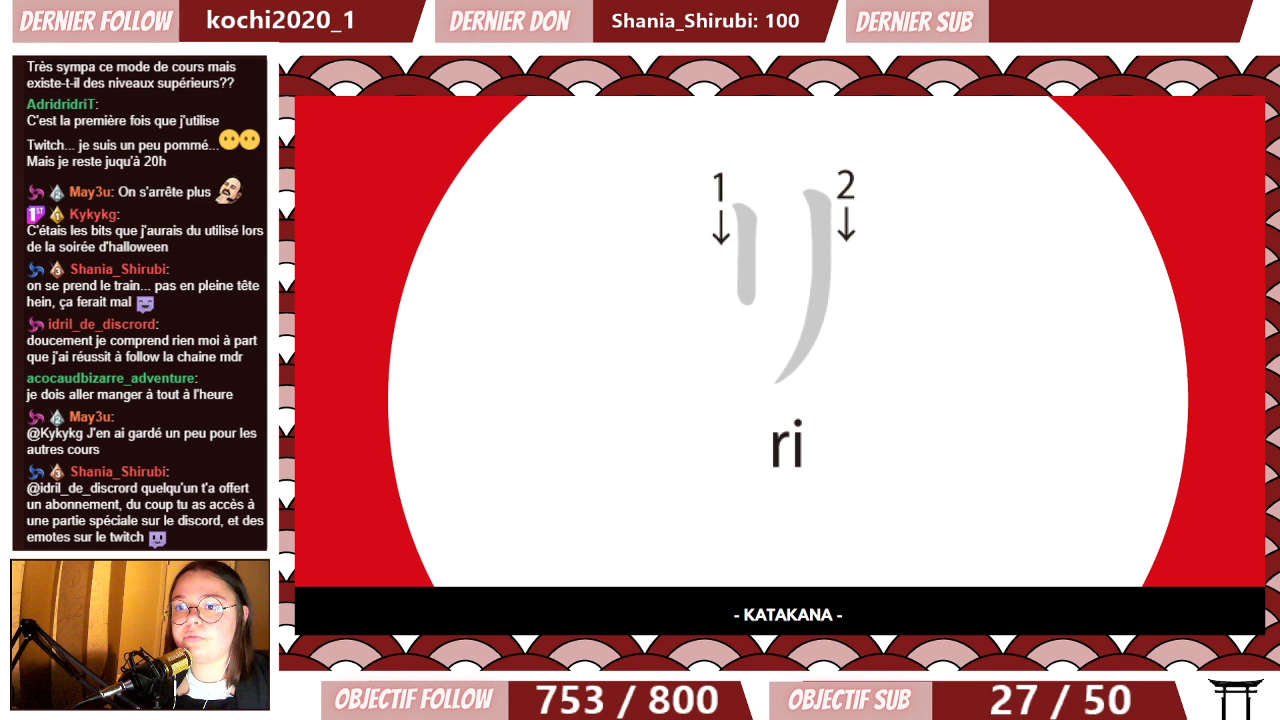 DERNIER FOLLOW kochi2020_1 DERNIER DON Shania_Shirubi: 100 DERNIER SUB
Très sympa ce mode de cours mais
existe-t-il des niveaux supérieurs??
AdridridriT:
C'est la première fois que j'utilise
Twitch... je suis un peu pommé...
Mais je reste juqu'à 20h
May3u: On s'arrête plus
1ST Kykykg:
C'étais les bits que j'aurais du utilisé lors
de la soirée d'halloween
Shania_Shirubi:
on se prend le train... pas en pleine tête
hein, ça ferait mal
idril_de_discrord:
doucement je comprend rien moi à part
que j'ai réussit à follow la chaine mdr
acocaudbizarre_adventure:
je dois aller manger à tout à l'heure
May3u:
@Kykykg J'en ai gardé un peu pour les
autres cours
Shania_Shirubi:
@idril_de_discrord quelqu'un t'a offert
un abonnement, du coup tu as accès à
une partie spéciale sur le discord, et des
emotes sur le twitch
1 2
↓ ↓
リ
ri
- KATAKANA -
OBJECTIF FOLLOW 753 / 800 OBJECTIF SUB 27 / 50